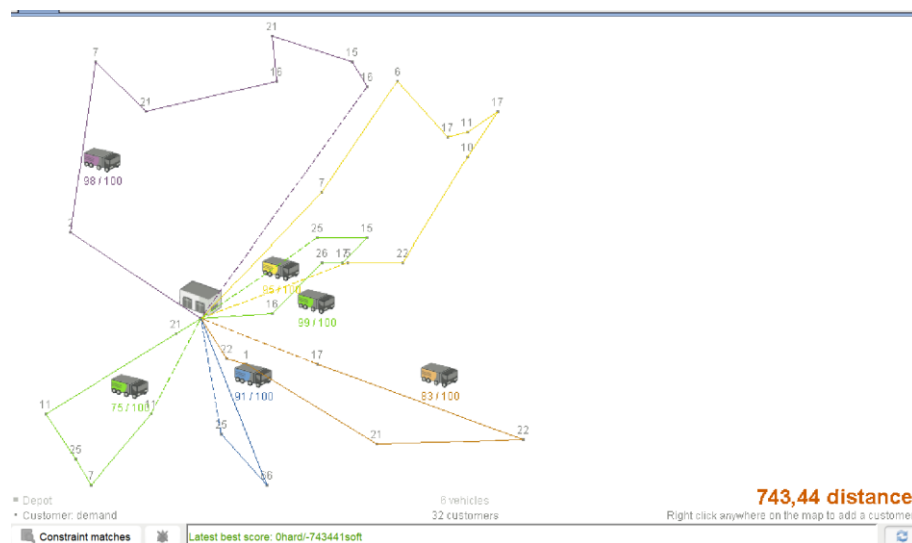 21
7
15
16
16
6
21
17
11
17
10
98 / 100
7
25
15
26
17
22
95 / 100
16
99 / 100
21
22
1
17
75 / 100
91 / 100
83 / 100
11
25
21
22
25
7
Depot
vehicles
743,44 distance
Customer: demand
32 customers
Right click anywhere on the map to add a customer
Constraint matches
Latest best score: 0hard/-743441soft